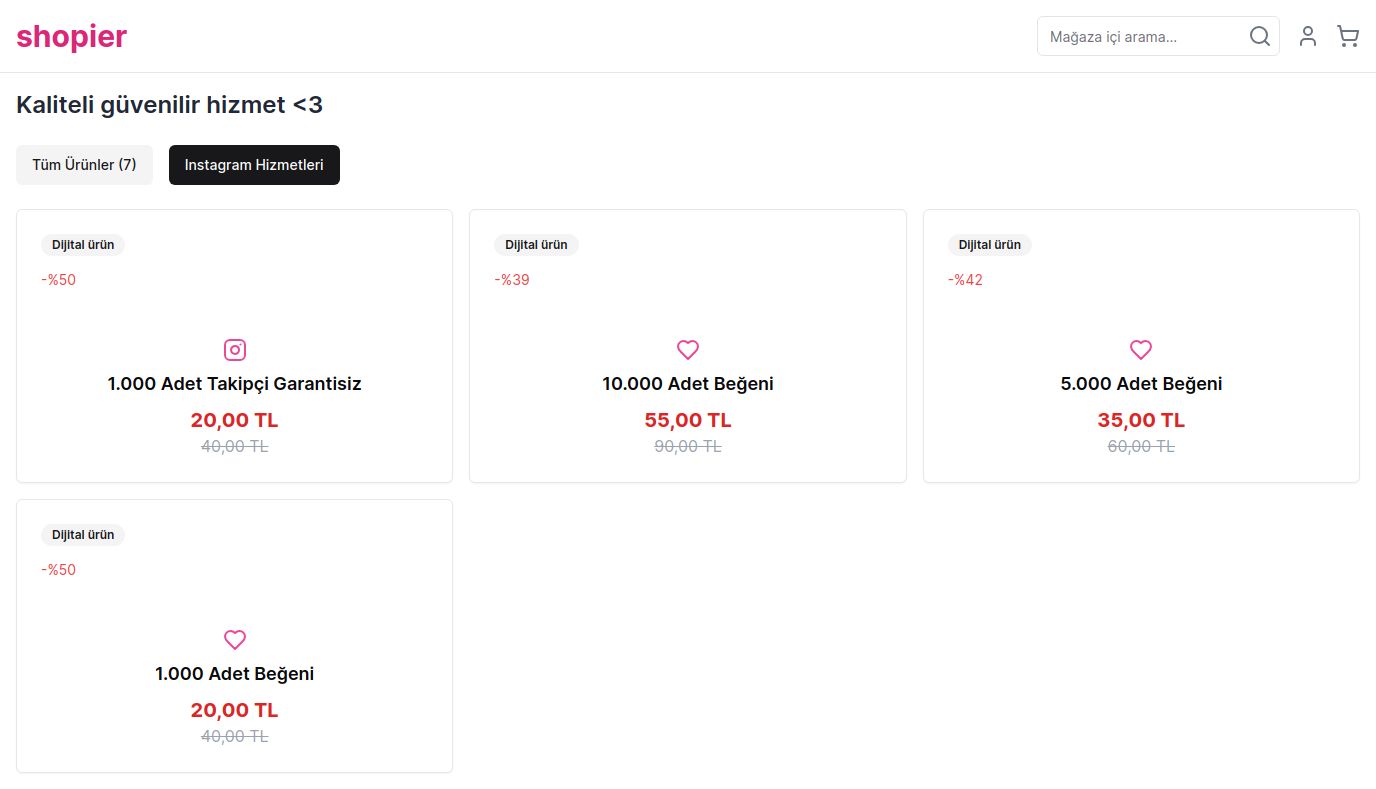 shopier
Mağaza içi arama...
Kaliteli güvenilir hizmet <3
Tüm Ürünler (7)
Instagram Hizmetleri
Dijital ürün
-%50
1.000 Adet Takipçi Garantisiz
20,00 TL
40,00 TL
Dijital ürün
-%39
10.000 Adet Beğeni
55,00 TL
90,00 TL
Dijital ürün
-%42
5.000 Adet Beğeni
35,00 TL
60,00 TL
Dijital ürün
-%50
1.000 Adet Beğeni
20,00 TL
40,00 TL